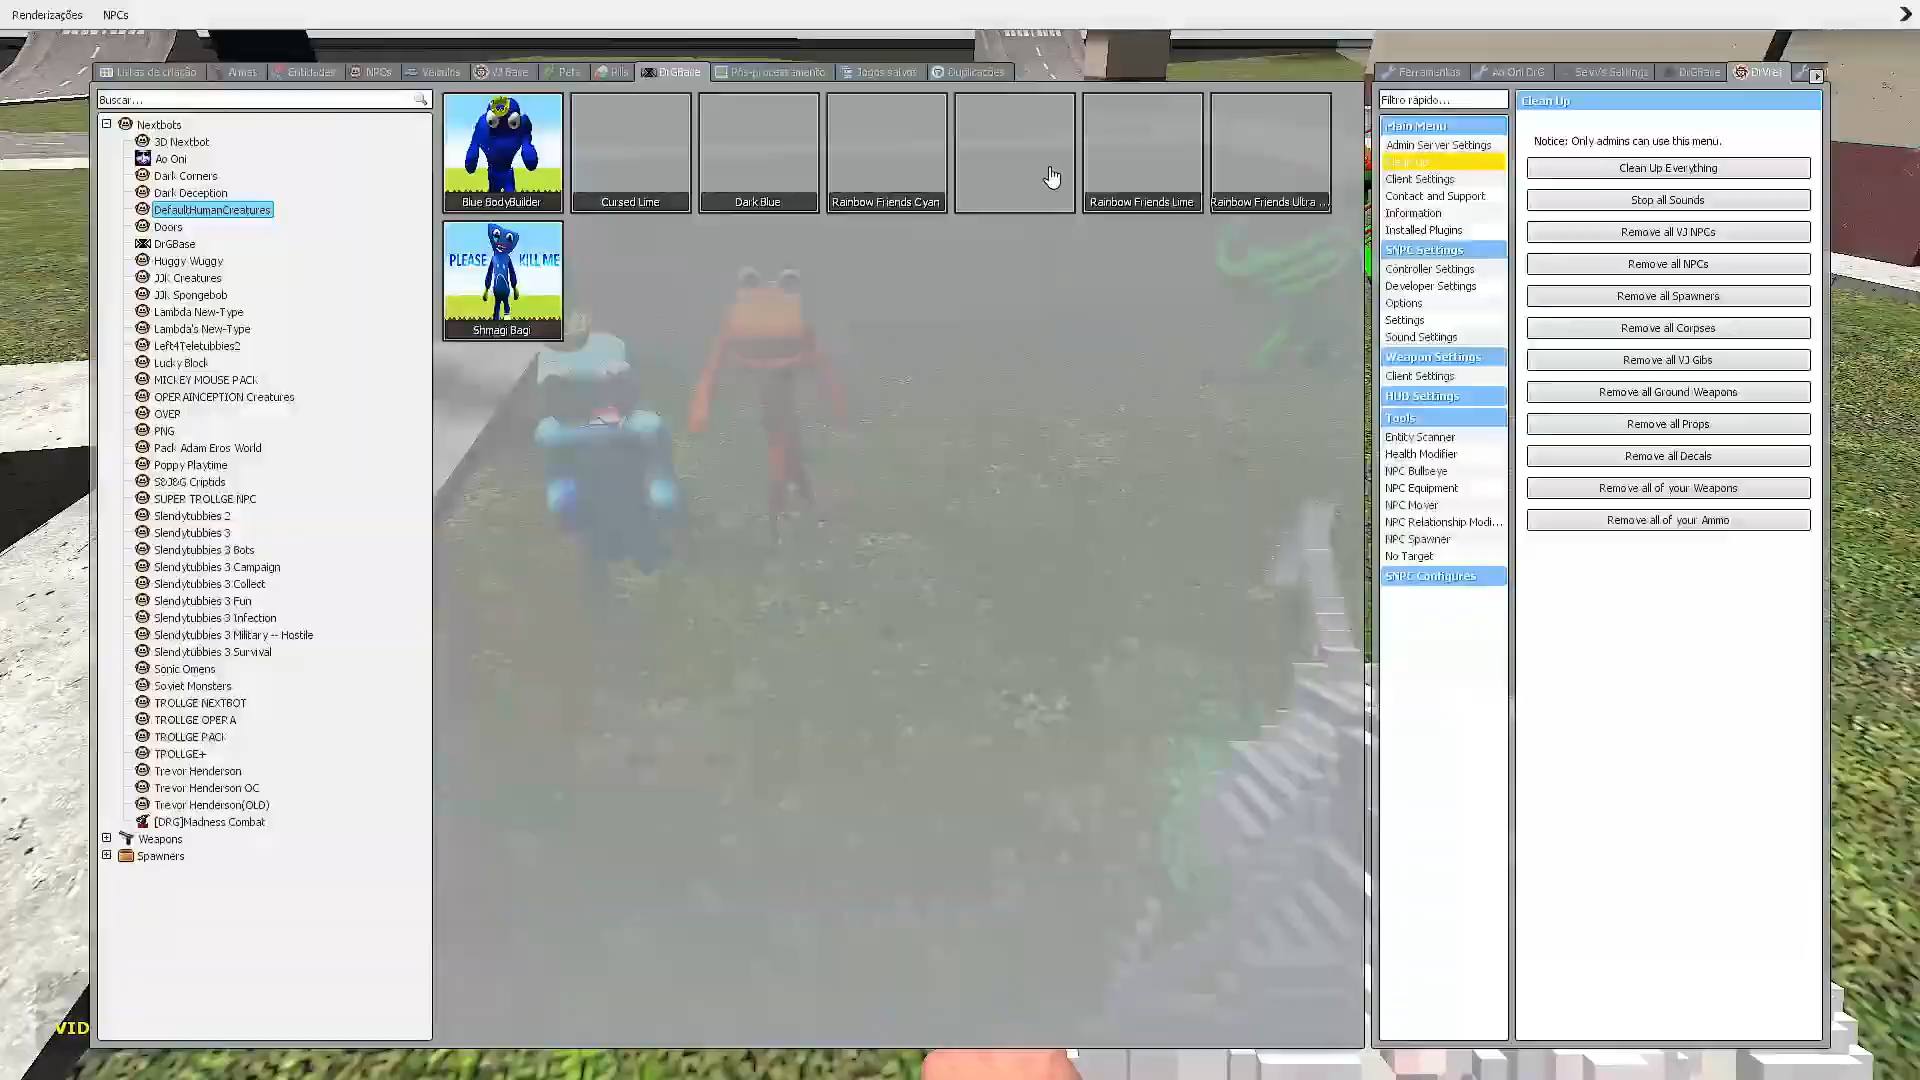 Renderizações NPCs
Listas de criação Armas Entidades NPCs Veículos VJ Base Pets Pills DrGBase Pós-processamento Jogos salvos Duplicações
Buscar...
Nextbots
3D Nextbot
Ao Oni
Dark Corners
Dark Deception
DefaultHumanCreatures
Doors
DrGBase
Huggy Wuggy
JJK Creatures
JJK Spongebob
Lambda New-Type
Lambda's New-Type
Left4Teletubbies2
Lucky Block
MICKEY MOUSE PACK
OPERAINCEPTION Creatures
OVER
PNG
Pack Adam Eros World
Poppy Playtime
S&J&G Criptids
SUPER TROLLGE NPC
Slendytubbies 2
Slendytubbies 3
Slendytubbies 3 Bots
Slendytubbies 3 Campaign
Slendytubbies 3 Collect
Slendytubbies 3 Fun
Slendytubbies 3 Infection
Slendytubbies 3 Military -- Hostile
Slendytubbies 3 Survival
Sonic Omens
Soviet Monsters
TROLLGE NEXTBOT
TROLLGE OPERA
TROLLGE PACK
TROLLGE+
Trevor Henderson
Trevor Henderson OC
Trevor Henderson(OLD)
[DRG]Madness Combat
Weapons
Spawners
Blue BodyBuilder
Cursed Lime
Dark Blue
Rainbow Friends Cyan
Rainbow Friends Lime
Rainbow Friends Ultra ...
PLEASE KILL ME
Shmagi Bagi
Ferramentas Ao Oni DrG Settings DrGBase DrVrej
Filtro rápido...
Main Menu
Admin Server Settings
Clean Up
Client Settings
Contact and Support
Information
Installed Plugins
SNPC Settings
Controller Settings
Developer Settings
Options
Settings
Sound Settings
Weapon Settings
Client Settings
HUD Settings
Tools
Entity Scanner
Health Modifier
NPC Bullseye
NPC Equipment
NPC Mover
NPC Relationship Modi...
NPC Spawner
No Target
SNPC Configures
Clean Up
Notice: Only admins can use this menu.
Clean Up Everything
Stop all Sounds
Remove all VJ NPCs
Remove all NPCs
Remove all Spawners
Remove all Corpses
Remove all VJ Gibs
Remove all Ground Weapons
Remove all Props
Remove all Decals
Remove all of your Weapons
Remove all of your Ammo
VID